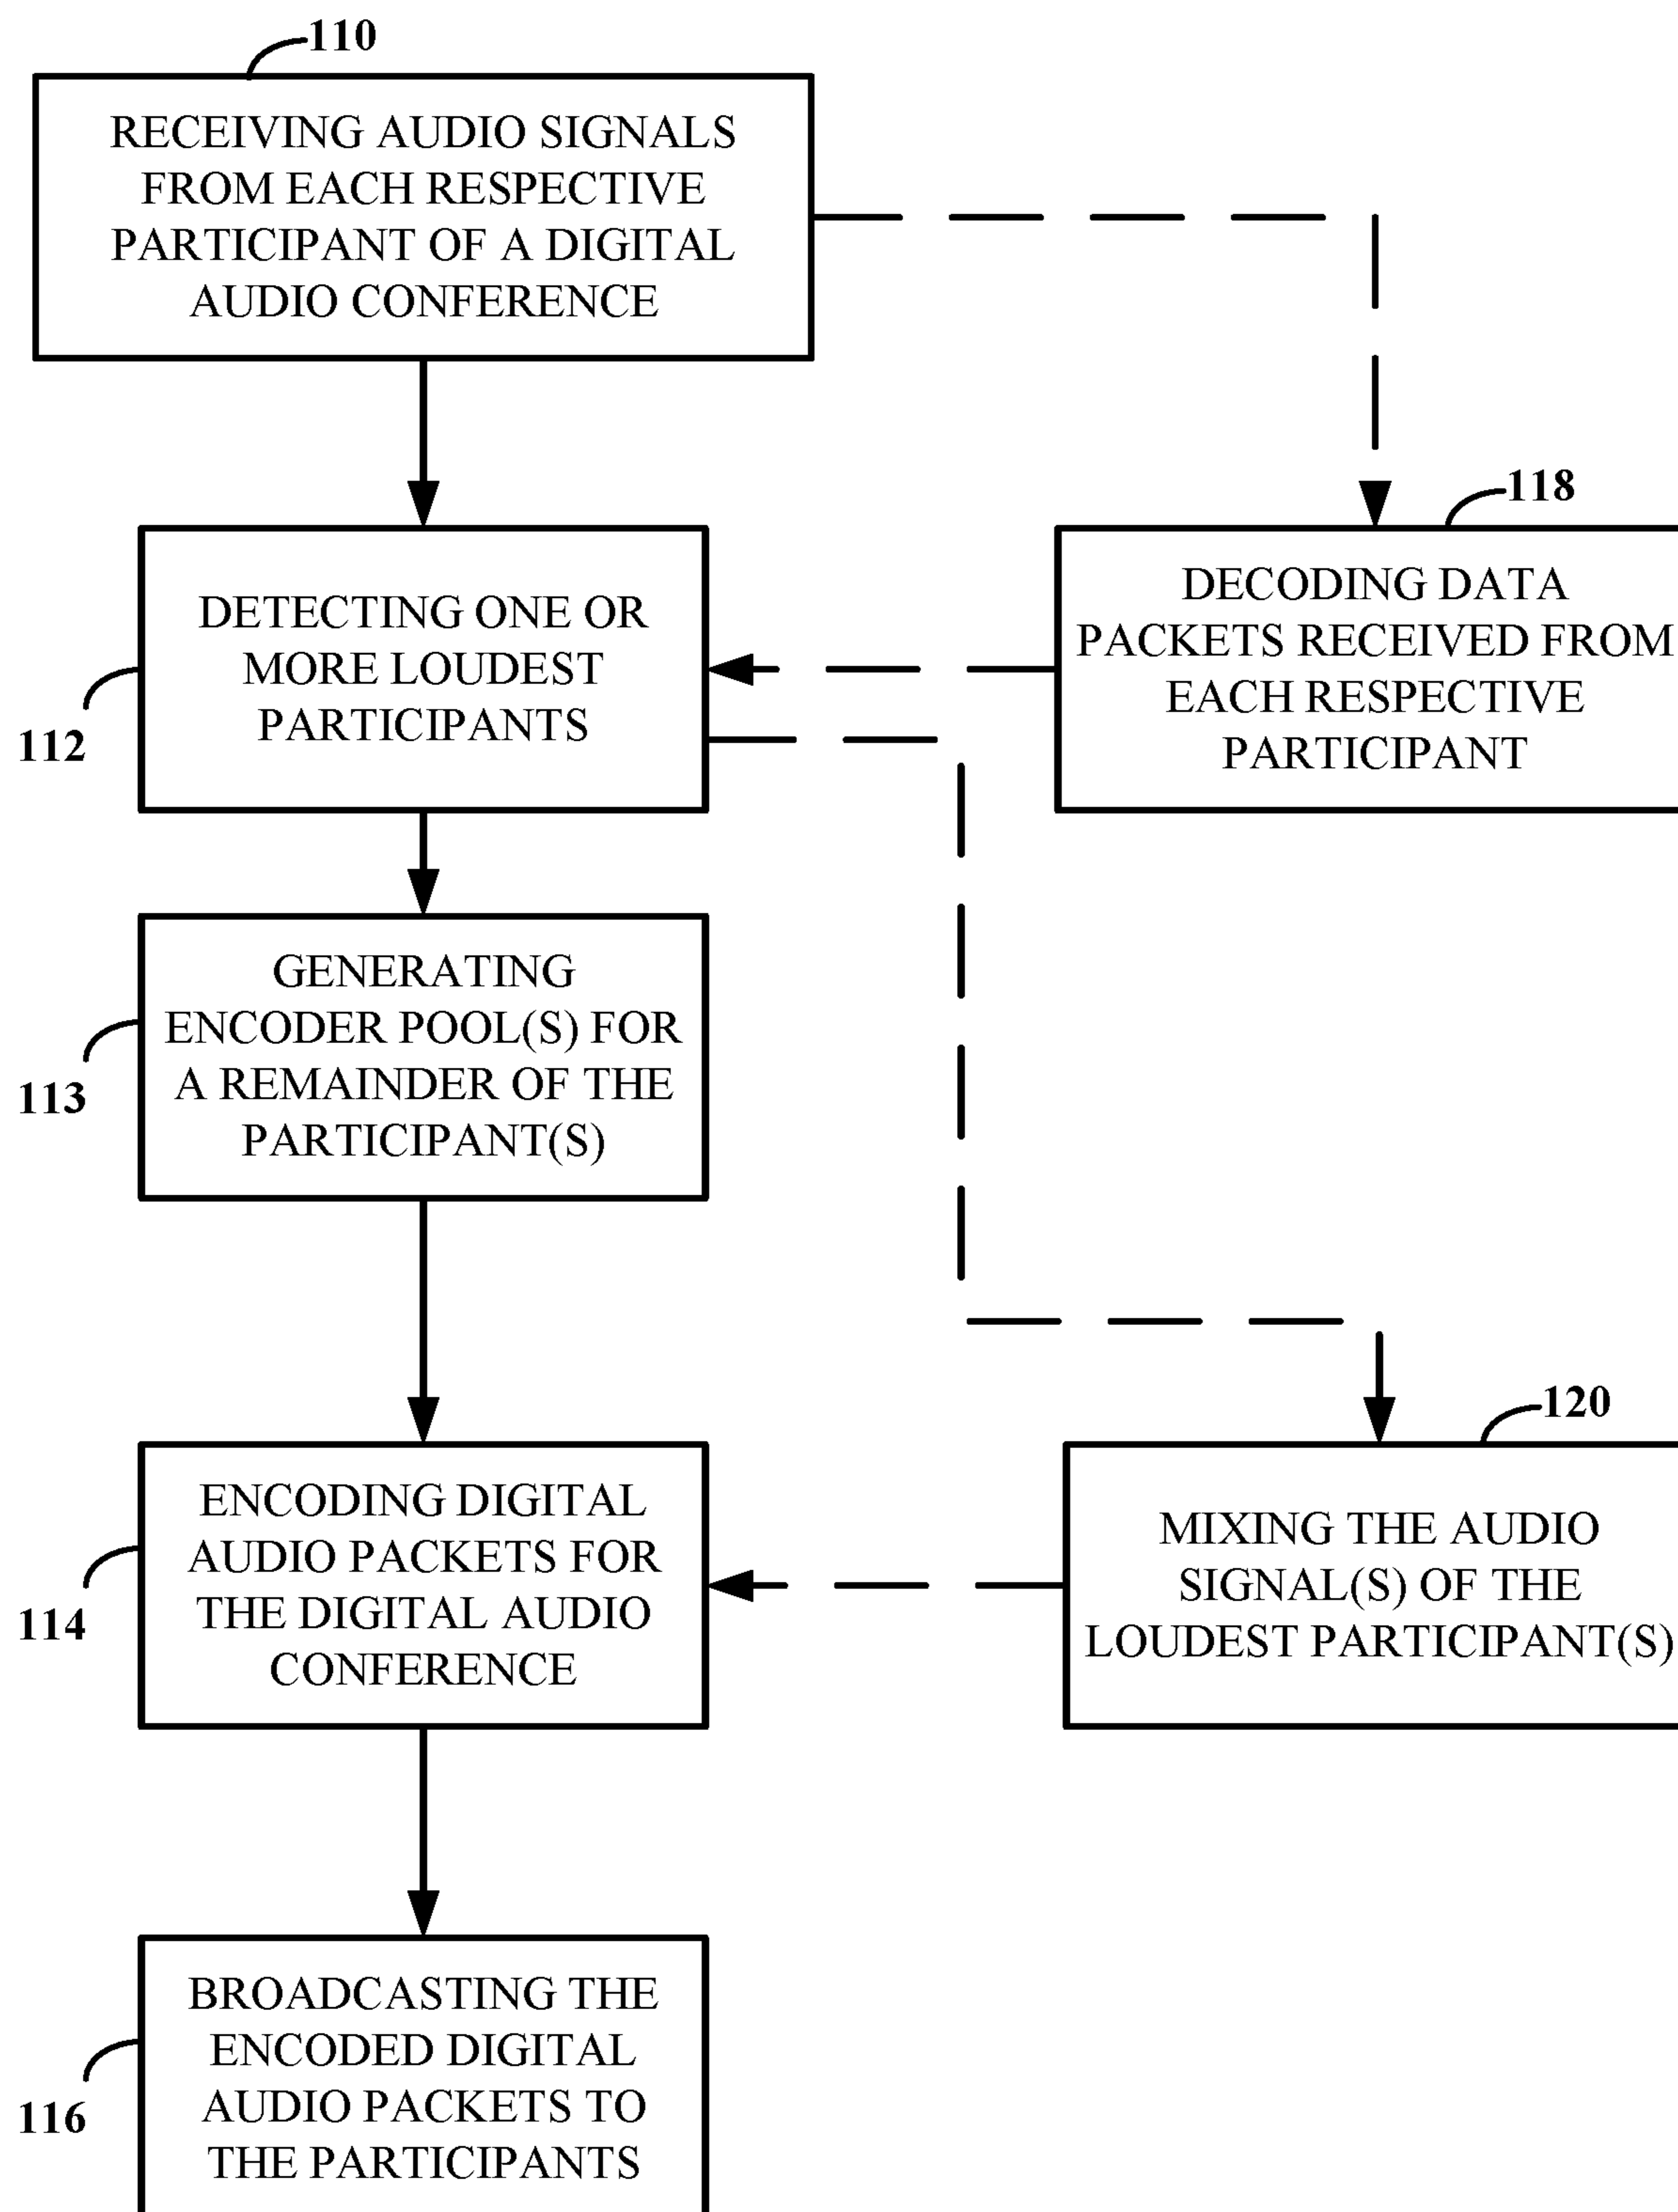 110
RECEIVING AUDIO SIGNALS
FROM EACH RESPECTIVE
PARTICIPANT OF A DIGITAL
AUDIO CONFERENCE
118
DETECTING ONE OR
MORE LOUDEST
PARTICIPANTS
112
DECODING DATA
PACKETS RECEIVED FROM
EACH RESPECTIVE
PARTICIPANT
GENERATING
ENCODER POOL(S) FOR
A REMAINDER OF THE
PARTICIPANT(S)
113
120
ENCODING DIGITAL
AUDIO PACKETS FOR
THE DIGITAL AUDIO
CONFERENCE
114
MIXING THE AUDIO
SIGNAL(S) OF THE
LOUDEST PARTICIPANT(S)
BROADCASTING THE
ENCODED DIGITAL
AUDIO PACKETS TO
THE PARTICIPANTS
116